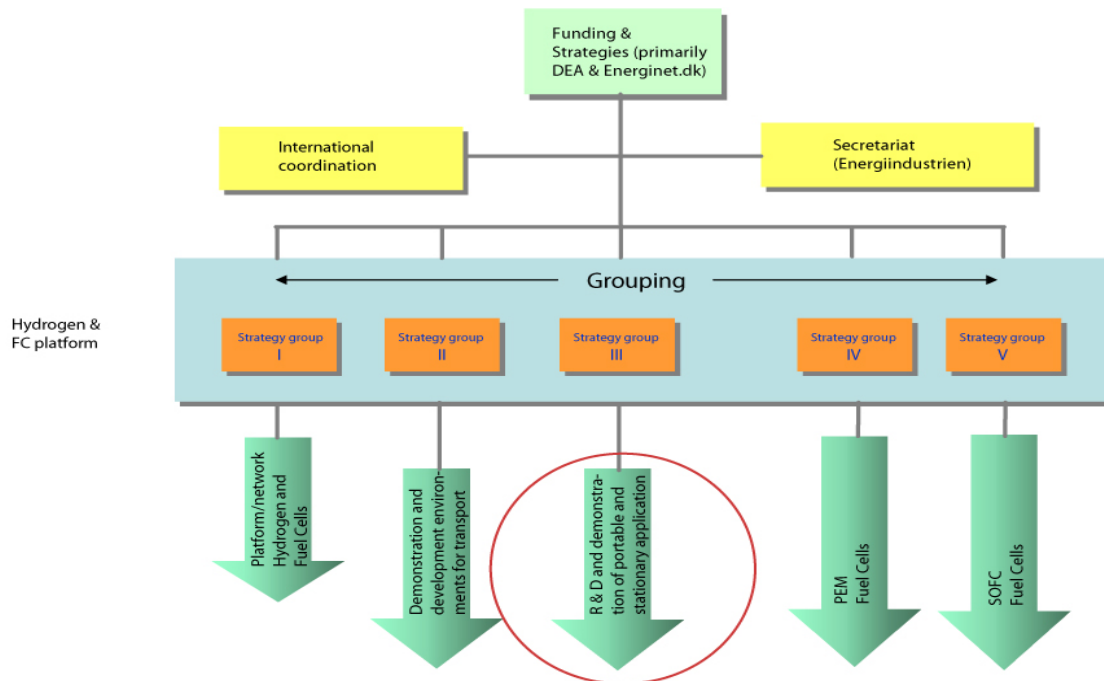 Funding &
Strategies (primarily
DEA & Energinet.dk)
International
coordination
Secretariat
(Energiindustrien)
Grouping
Hydrogen &
FC platform
Strategy group
I
Strategy group
II
Strategy group
III
Strategy group
IV
Strategy group
V
Platform/network
Hydrogen and
Fuel Cells
Demonstration and
development environ-
ments for transport
R & D and demonstra-
tion of portable and
stationary application
PEM
Fuel Cells
SOFC
Fuel Cells